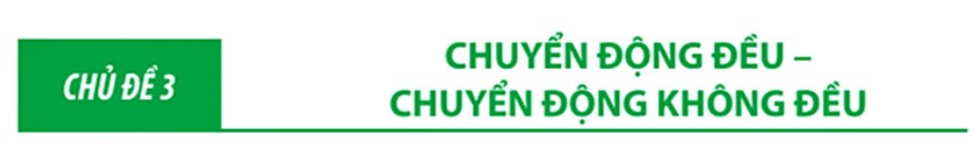 CHỦ ĐỀ 3
CHUYỂN ĐỘNG ĐỀU –
CHUYỂN ĐỘNG KHÔNG ĐỀU